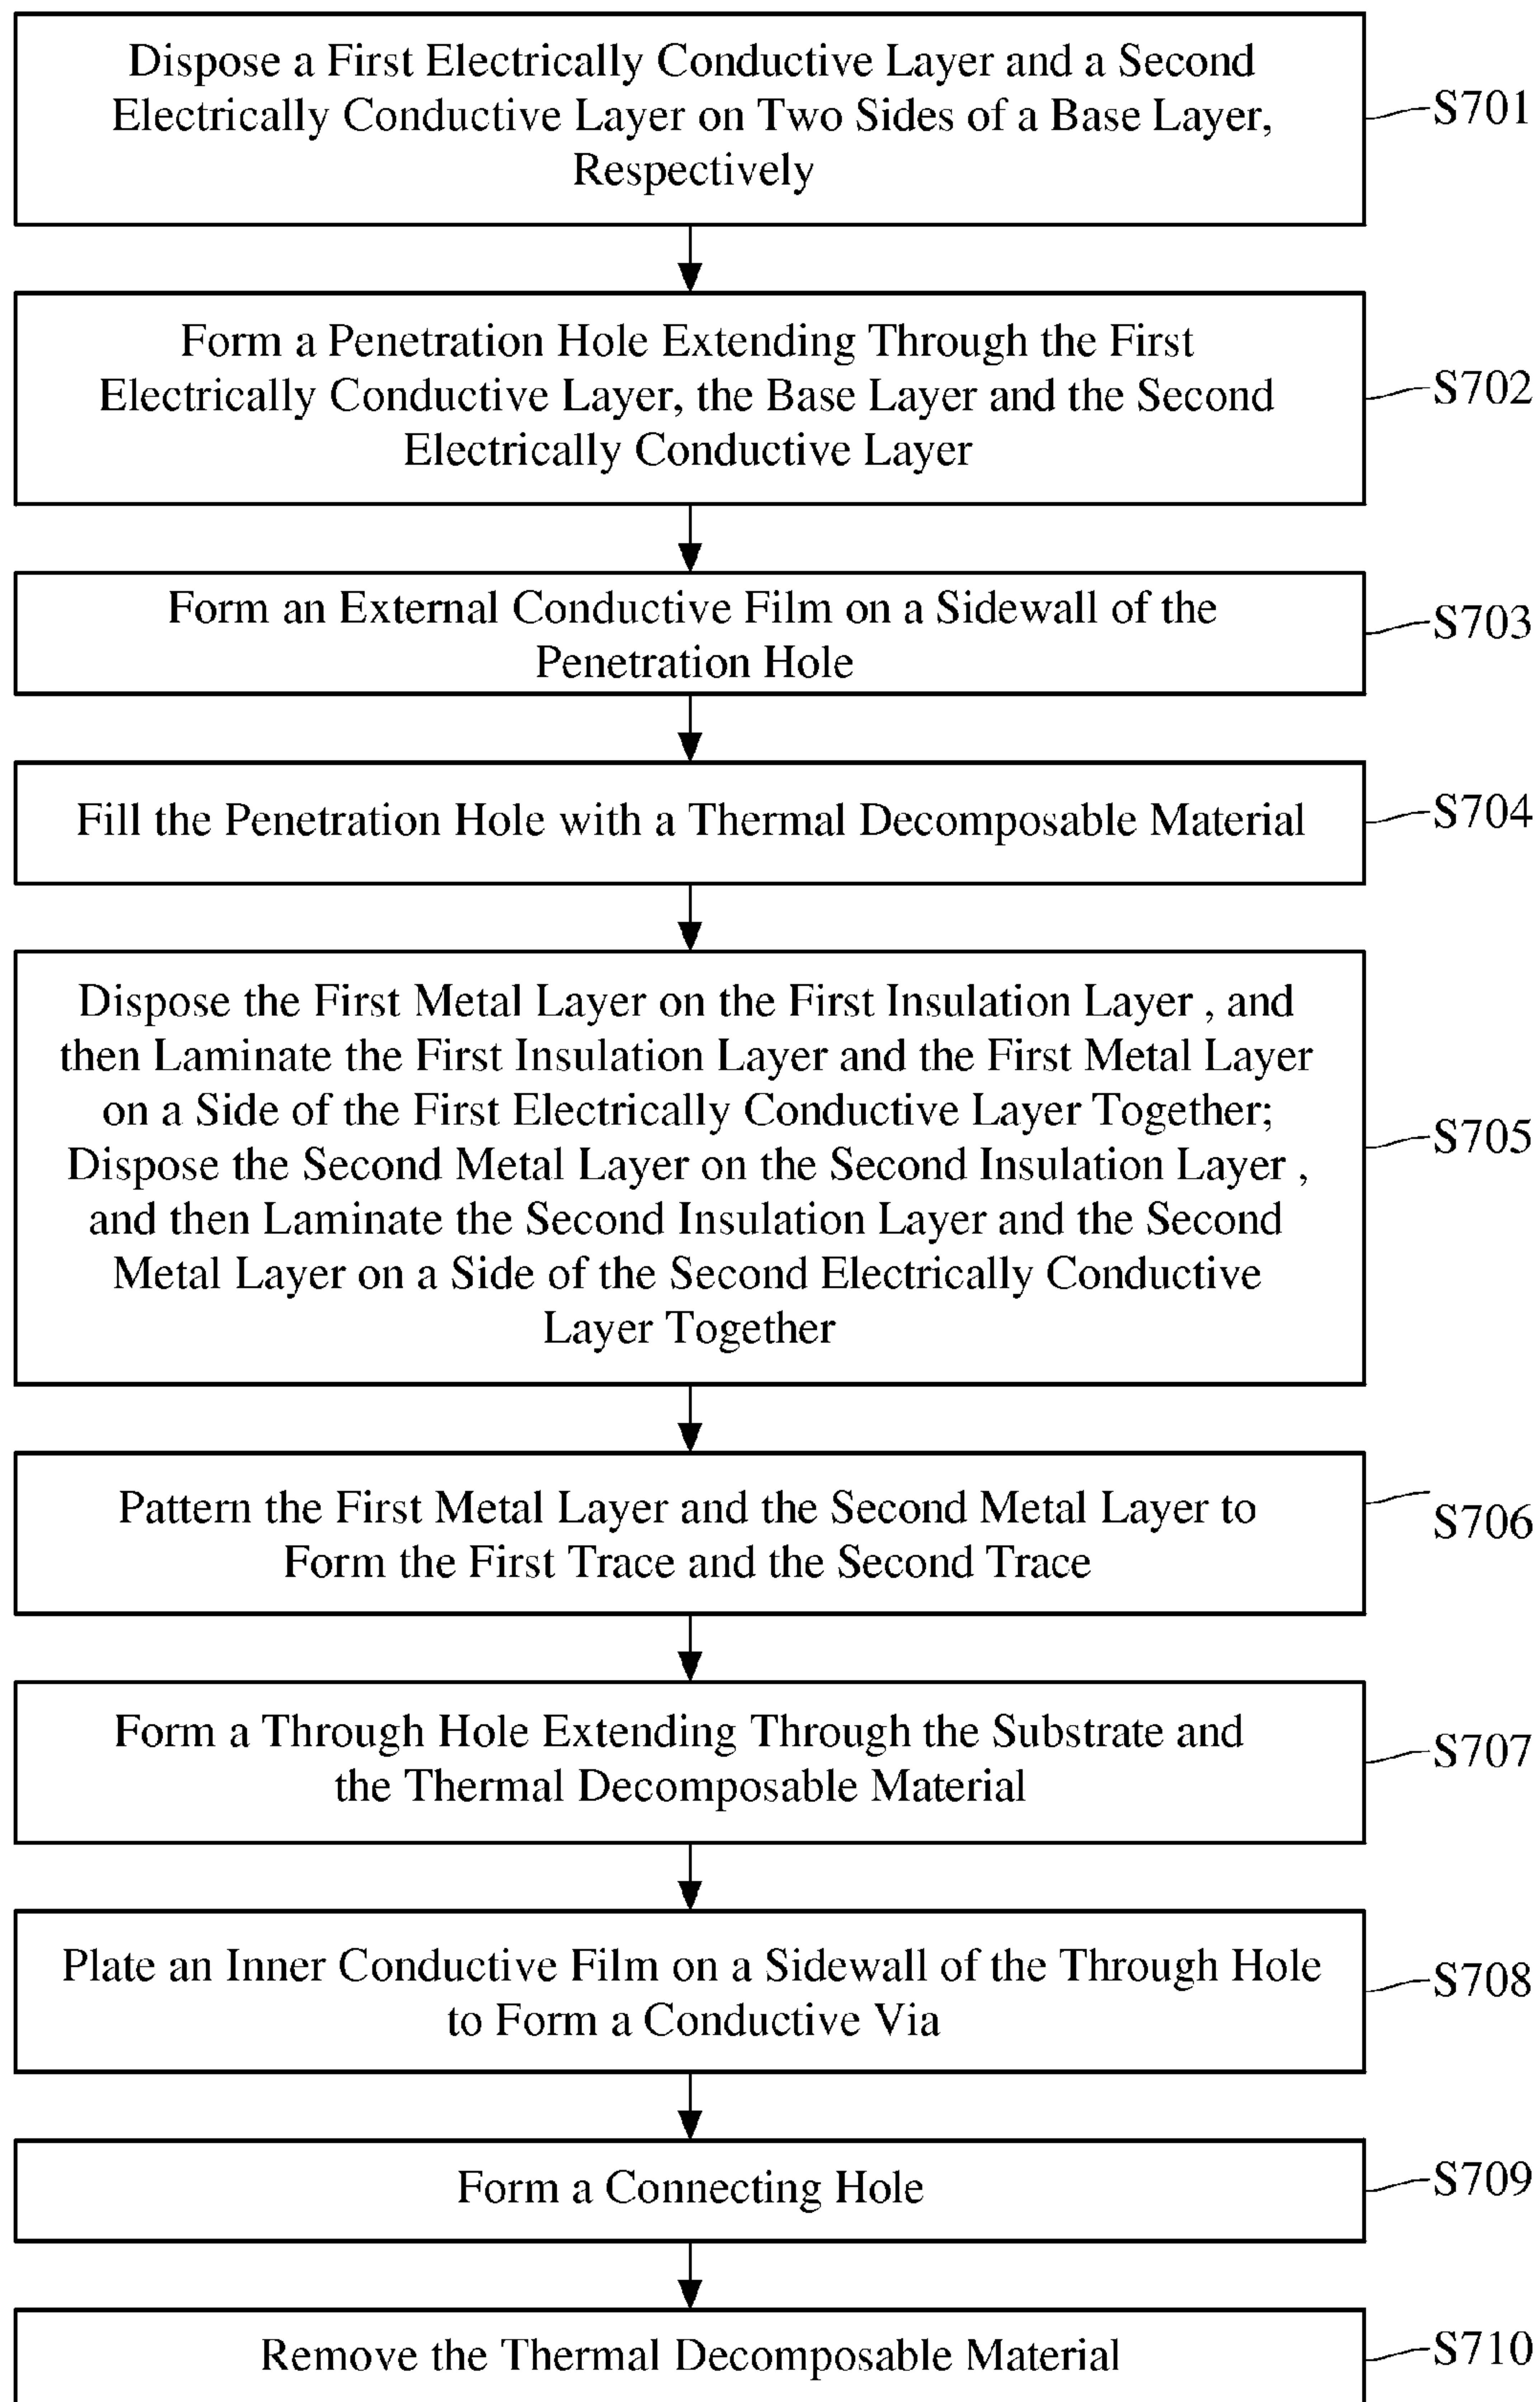 Dispose a First Electrically Conductive Layer and a Second
Electrically Conductive Layer on Two Sides of a Base Layer,
Respectively
S701
Form a Penetration Hole Extending Through the First
Electrically Conductive Layer, the Base Layer and the Second
Electrically Conductive Layer
S702
Form an External Conductive Film on a Sidewall of the
Penetration Hole
S703
Fill the Penetration Hole with a Thermal Decomposable Material
S704
Dispose the First Metal Layer on the First Insulation Layer , and
then Laminate the First Insulation Layer and the First Metal Layer
on a Side of the First Electrically Conductive Layer Together;
Dispose the Second Metal Layer on the Second Insulation Layer ,
and then Laminate the Second Insulation Layer and the Second
Metal Layer on a Side of the Second Electrically Conductive
Layer Together
S705
Pattern the First Metal Layer and the Second Metal Layer to
Form the First Trace and the Second Trace
S706
Form a Through Hole Extending Through the Substrate and
the Thermal Decomposable Material
S707
Plate an Inner Conductive Film on a Sidewall of the Through Hole
to Form a Conductive Via
S708
Form a Connecting Hole
S709
Remove the Thermal Decomposable Material
S710